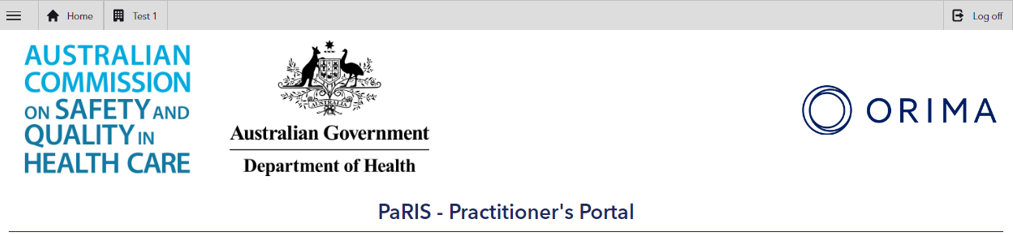 Home
Test 1
Log off
AUSTRALIAN
COMMISSION
ON SAFETY AND
QUALITY IN
HEALTH CARE
AUSTRALIA
Australian Government
Department of Health
ORIMA
PaRIS - Practitioner's Portal